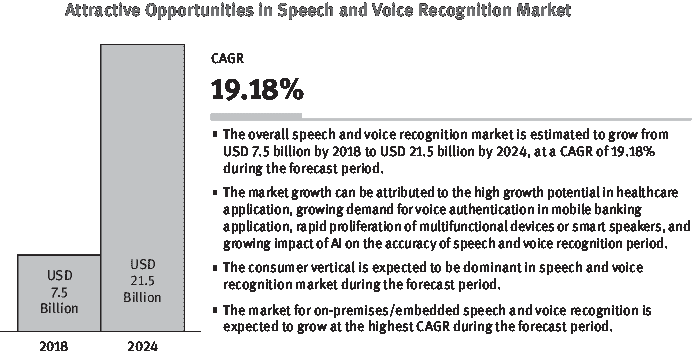 Attractive Opportunities in Speech and Voice Recognition Market
CAGR
19.18%
▪ The overall speech and voice recognition market is estimated to grow from
USD 7.5 billion by 2018 to USD 21.5 billion by 2024, at a CAGR of 19.18%
during the forecast period.
▪ The market growth can be attributed to the high growth potential in healthcare
application, growing demand for voice authentication in mobile banking
application, rapid proliferation of multifunctional devices or smart speakers, and
growing impact of AI on the accuracy of speech and voice recognition period.
▪ The consumer vertical is expected to be dominant in speech and voice
recognition market during the forecast period.
▪ The market for on-premises/embedded speech and voice recognition is
expected to grow at the highest CAGR during the forecast period.
USD
7.5
Billion
USD
21.5
Billion
2018 2024